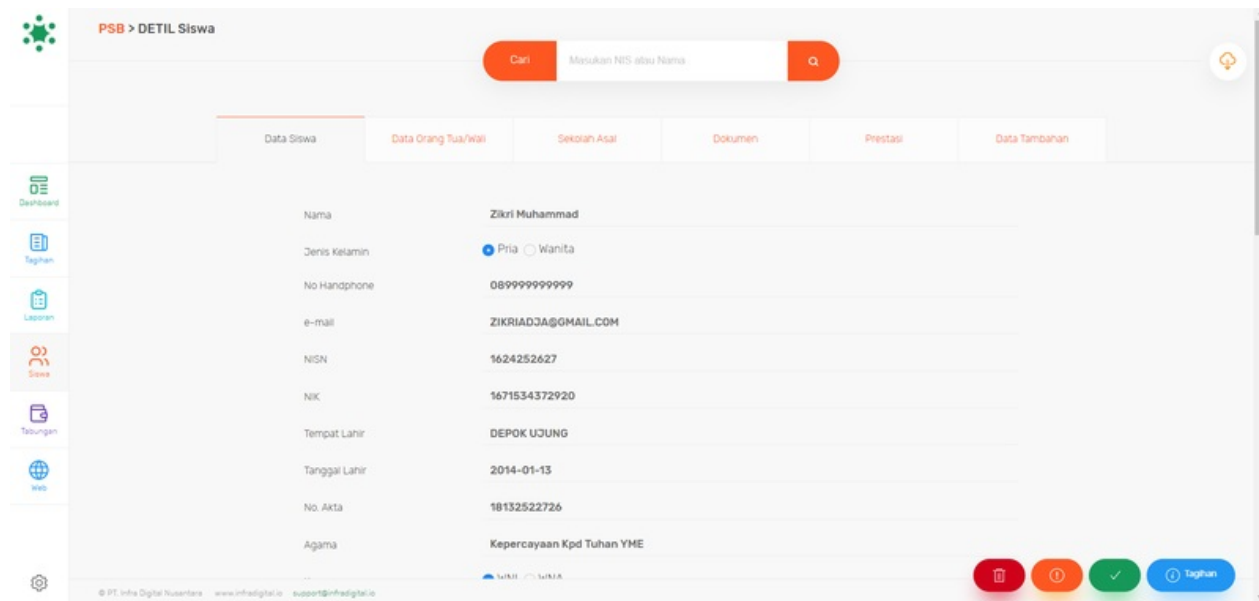 PSB > DETIL Siswa
Cari Masukan NIS atau Nama
Data Siswa Data Orang Tua/Wali Sekolah Asal Dokumen Prestasi Data Tambahan
Dashboard
Tagihan
Laporan
Siswa
Tabungan
Web
Nama Zikri Muhammad
Jenis Kelamin Pria Wanita
No Handphone 089999999999
e-mail ZIKRIADJA@GMAIL.COM
NISN 1624252627
NIK 1671534372920
Tempat Lahir DEPOK UJUNG
Tanggal Lahir 2014-01-13
No. Akta 18132522726
Agama Kepercayaan Kpd Tuhan YME
WNI WNA
Tagihan
© PT. Infra Digital Nusantara www.infradigital.io support@infradigital.io